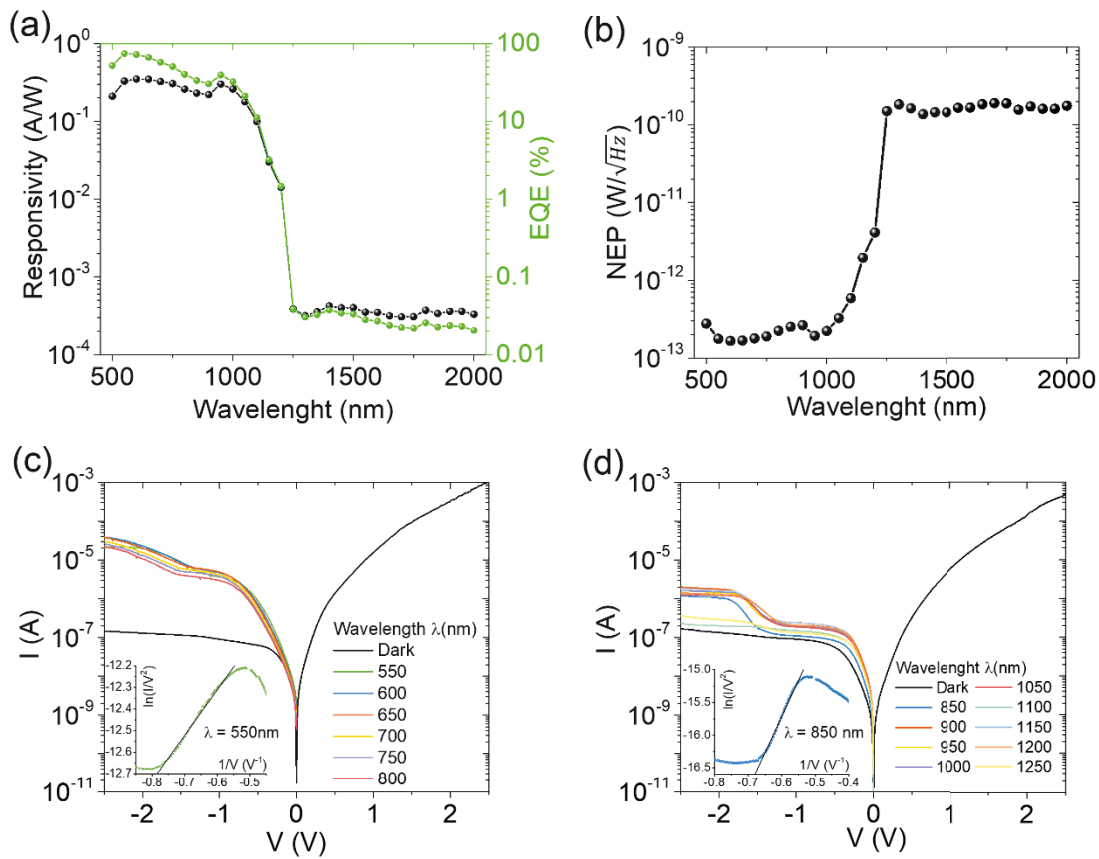 (a)
Responsivity (A/W)
10⁰
10⁻¹
10⁻²
10⁻³
10⁻⁴
EQE (%)
100
10
1
0.1
0.01
500 1000 1500 2000
Wavelenght (nm)
(b)
NEP (W/√Hz)
10⁻⁹
10⁻¹⁰
10⁻¹¹
10⁻¹²
10⁻¹³
500 1000 1500 2000
Wavelenght (nm)
(c)
I (A)
10⁻³
10⁻⁵
10⁻⁷
10⁻⁹
10⁻¹¹
Wavelength λ(nm)
Dark
550
600
650
700
750
800
ln(I/V²)
-12.2
-12.3
-12.4
-12.5
-12.6
-12.7
λ = 550nm
-0.8 -0.7 -0.6 -0.5
1/V (V⁻¹)
-2 -1 0 1 2
V (V)
(d)
I (A)
10⁻³
10⁻⁵
10⁻⁷
10⁻⁹
10⁻¹¹
Wavelenght λ(nm)
Dark 1050
850 1100
900 1150
950 1200
1000 1250
ln(I/V²)
-15.0
-15.5
-16.0
-16.5
λ = 850 nm
1/V (V⁻¹)
-0.8 -0.7 -0.6 -0.5 -0.4
-2 -1 0 1 2
V (V)